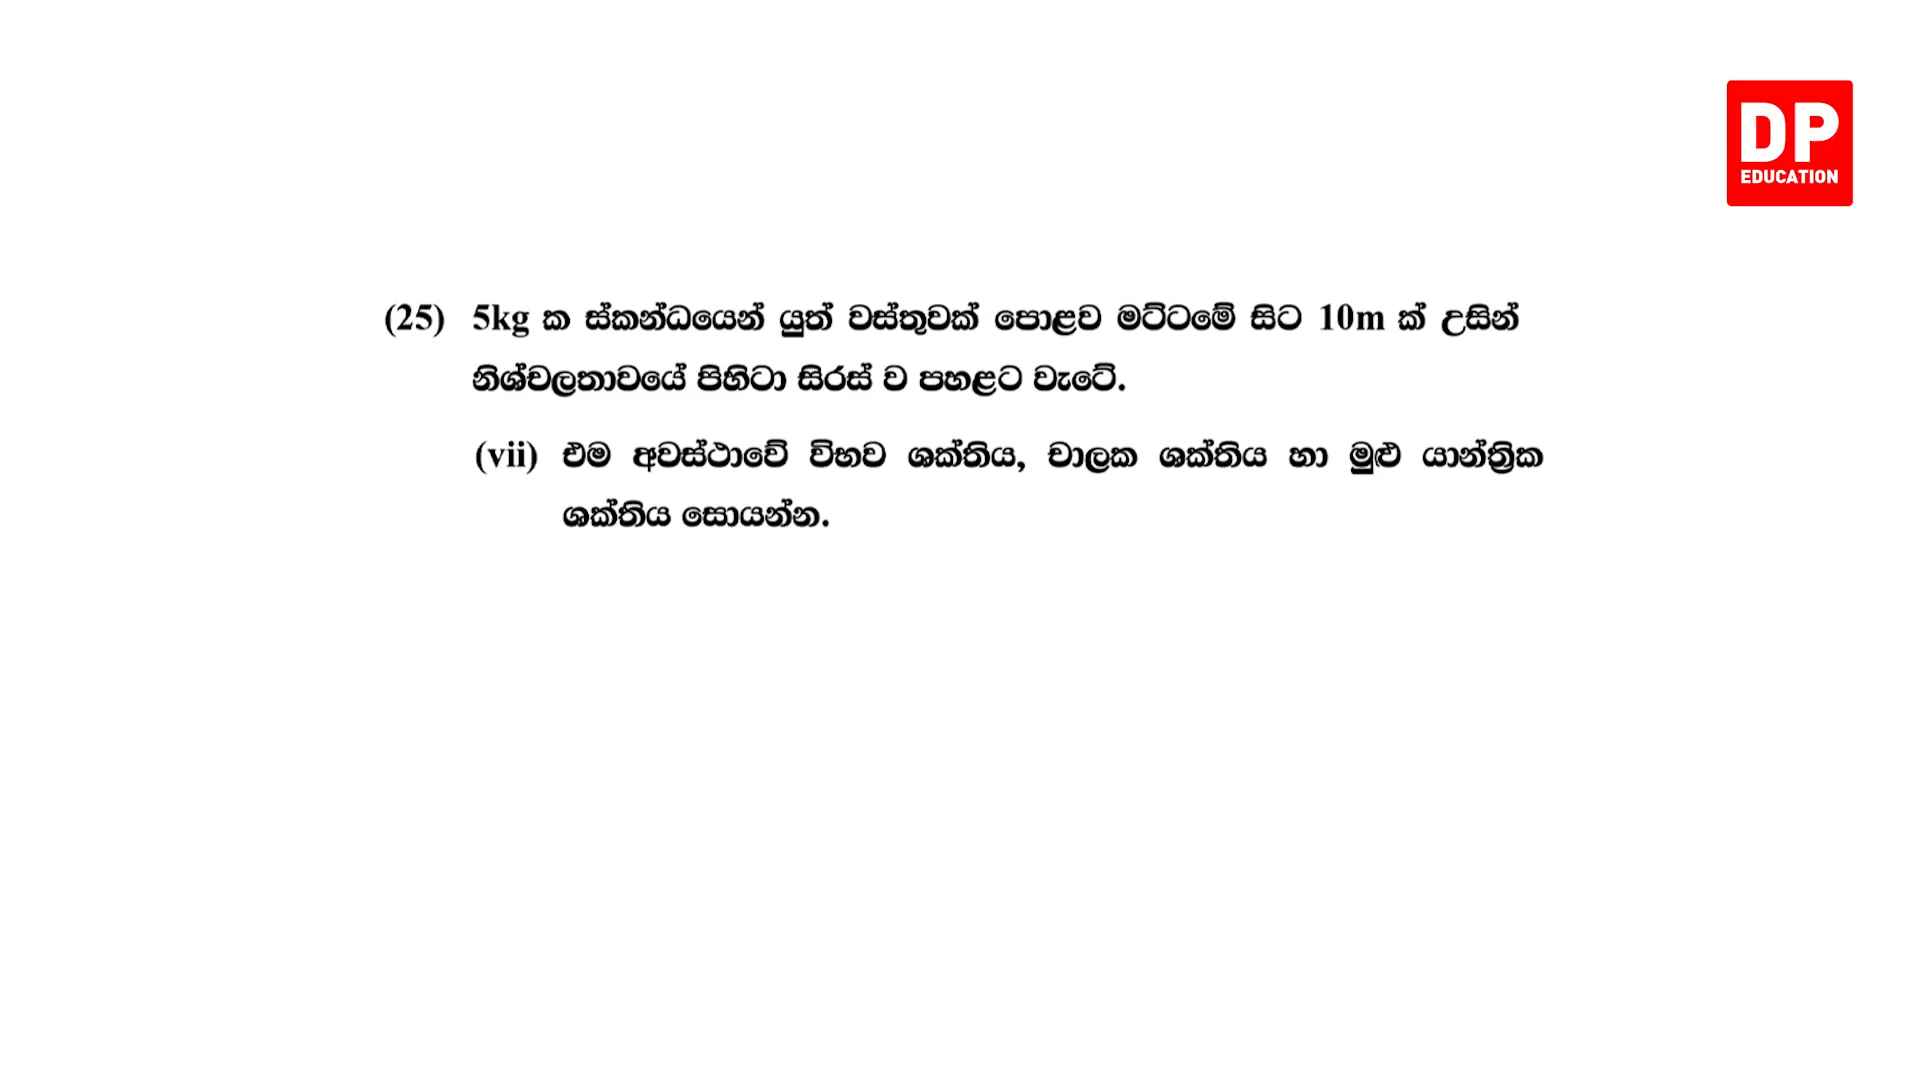 DP
EDUCATION
(25) 5kg ක ස්කන්ධයෙන් යුත් වස්තුවක් පොළව මට්ටමේ සිට 10m ක් උසින්
නිශ්චලතාවයේ පිහිටා සිරස් ව පහළට වැටේ.
(vii) එම අවස්ථාවේ විභව ශක්තිය, චාලක ශක්තිය හා මුළු යාන්ත්‍රික
ශක්තිය සොයන්න.